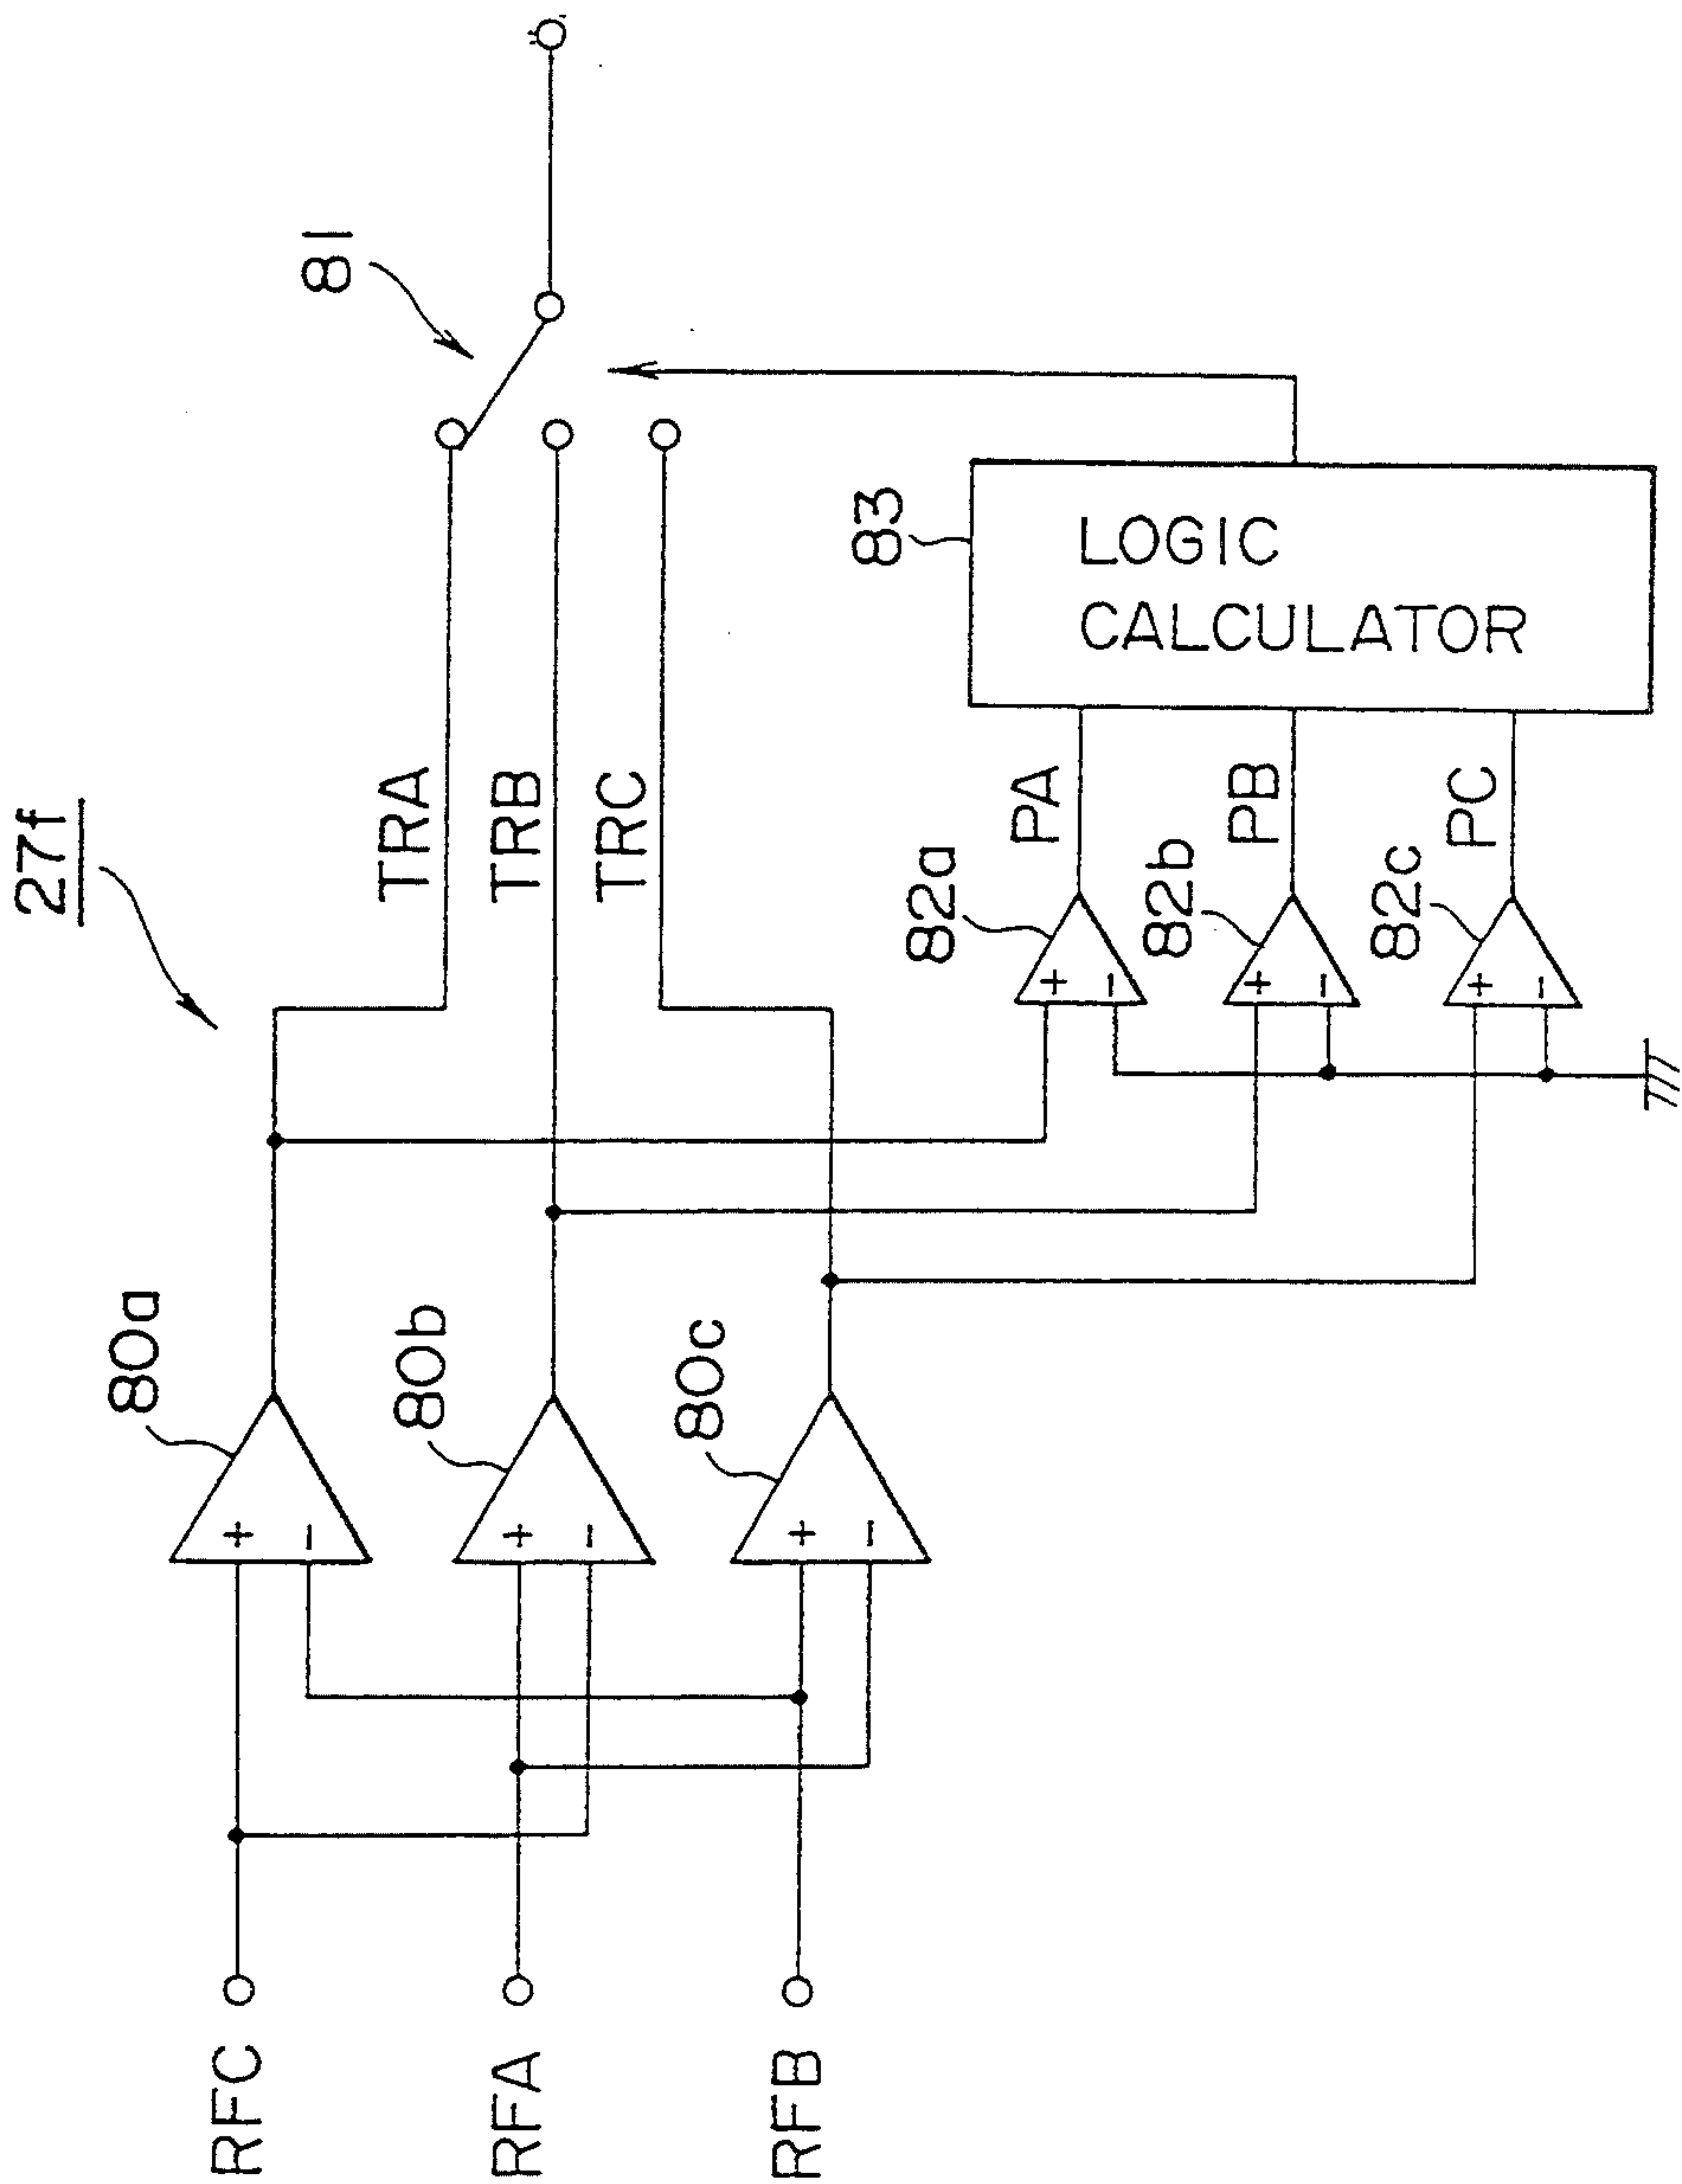 27f
81
80a
TRA
RFC
+
−
80b
TRB
RFA
+
−
80c
TRC
RFB
+
−
82a
PA
+
−
82b
PB
+
−
82c
PC
+
−
83
LOGIC
CALCULATOR